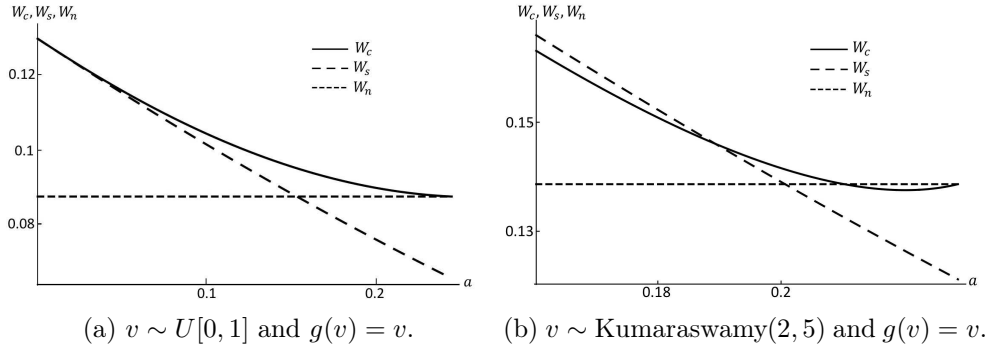 W_c, W_s, W_n
W_c
W_s
W_n
0.12
0.1
0.08
0.1
0.2
a
(a) v ∼ U[0, 1] and g(v) = v.
W_c, W_s, W_n
W_c
W_s
W_n
0.15
0.13
0.18
0.2
a
(b) v ∼ Kumaraswamy(2, 5) and g(v) = v.